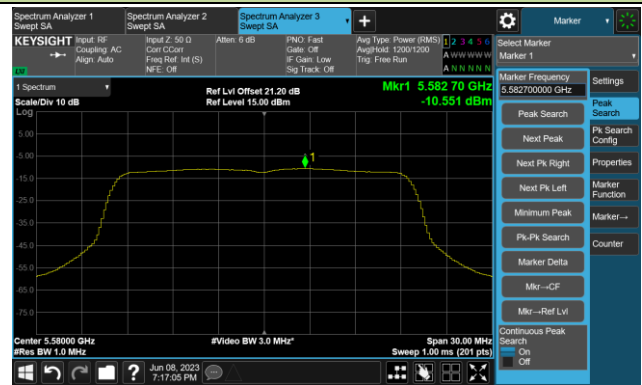 Spectrum Analyzer 1
Swept SA
Spectrum Analyzer 2
Swept SA
Spectrum Analyzer 3
Swept SA
Marker
KEYSIGHT
Input: RF
Coupling: AC
Align: Auto
Input Z: 50 Ω
Corr CCorr
Freq Ref: Int (S)
NFE: Off
Atten: 6 dB
PNO: Fast
Gate: Off
IF Gain: Low
Sig Track: Off
Avg Type: Power (RMS)
Avg|Hold: 1200/1200
Trig: Free Run
1 2 3 4 5 6
A W W W W W
A N N N N N
Select Marker
Marker 1
1 Spectrum
Scale/Div 10 dB
Log
Ref Lvl Offset 21.20 dB
Ref Level 15.00 dBm
Mkr1 5.582 70 GHz
-10.551 dBm
5.00
-5.00
-15.0
-25.0
-35.0
-45.0
-55.0
-65.0
-75.0
1
Center 5.58000 GHz
#Res BW 1.0 MHz
#Video BW 3.0 MHz*
Span 30.00 MHz
Sweep 1.00 ms (201 pts)
Marker Frequency
5.582700000 GHz
Peak Search
Next Peak
Next Pk Right
Next Pk Left
Minimum Peak
Pk-Pk Search
Marker Delta
Mkr→CF
Mkr→Ref Lvl
Continuous Peak
Search
On
Off
Settings
Peak
Search
Pk Search
Config
Properties
Marker
Function
Marker→
Counter
Jun 08, 2023
7:17:05 PM